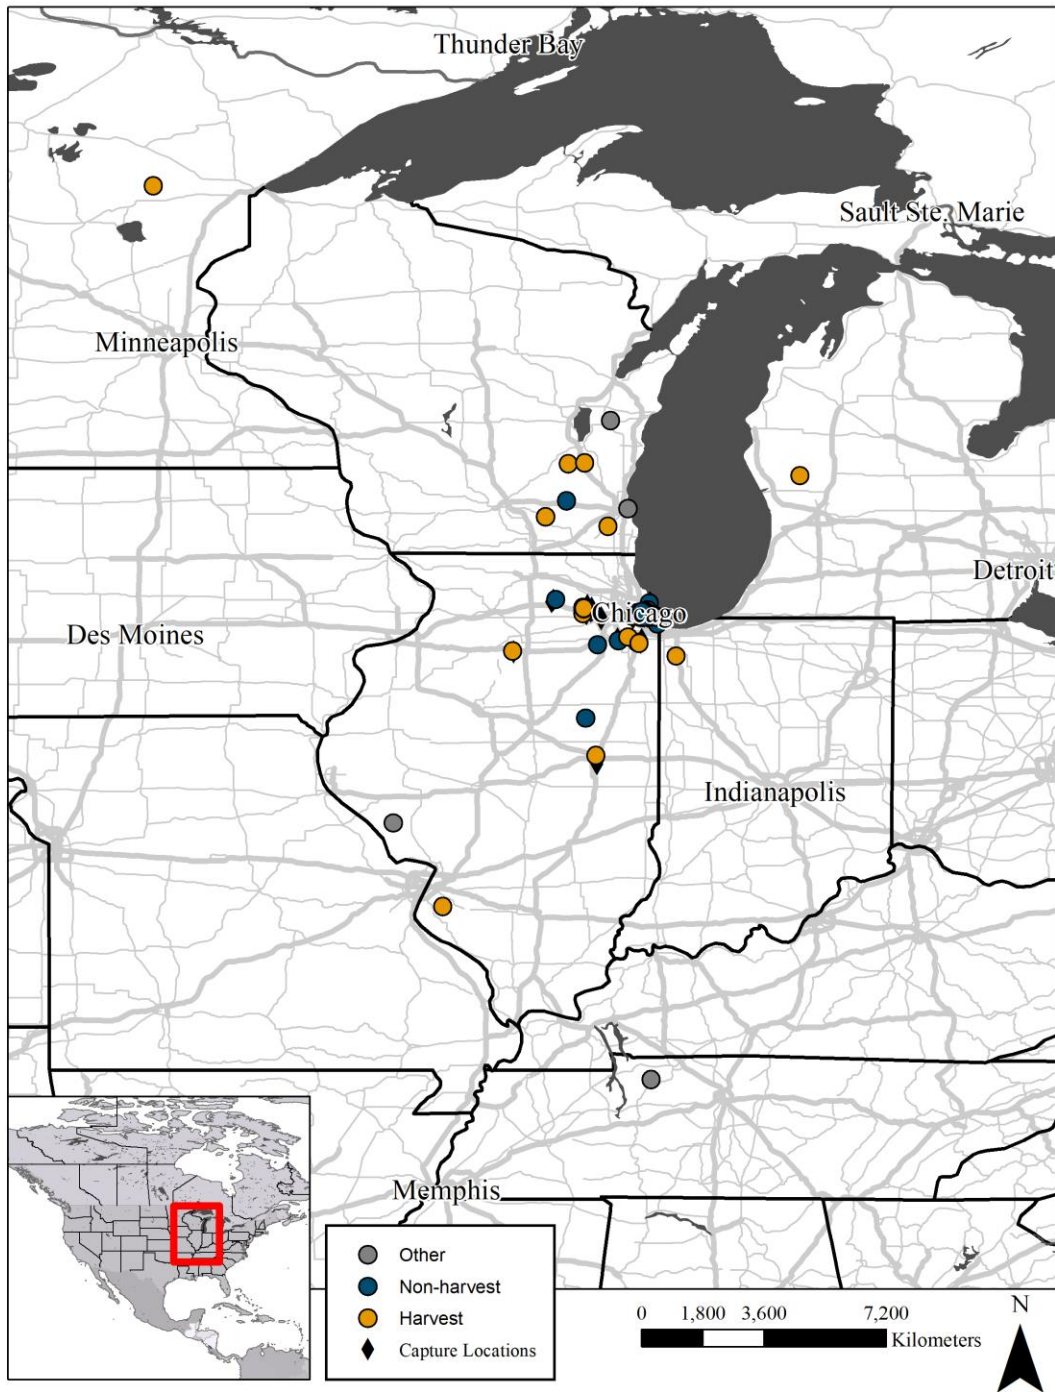 Thunder Bay
Sault Ste. Marie
Minneapolis
Detroit
Chicago
Des Moines
Indianapolis
Memphis
Other
Non-harvest
Harvest
Capture Locations
0 1,800 3,600 7,200
Kilometers
N